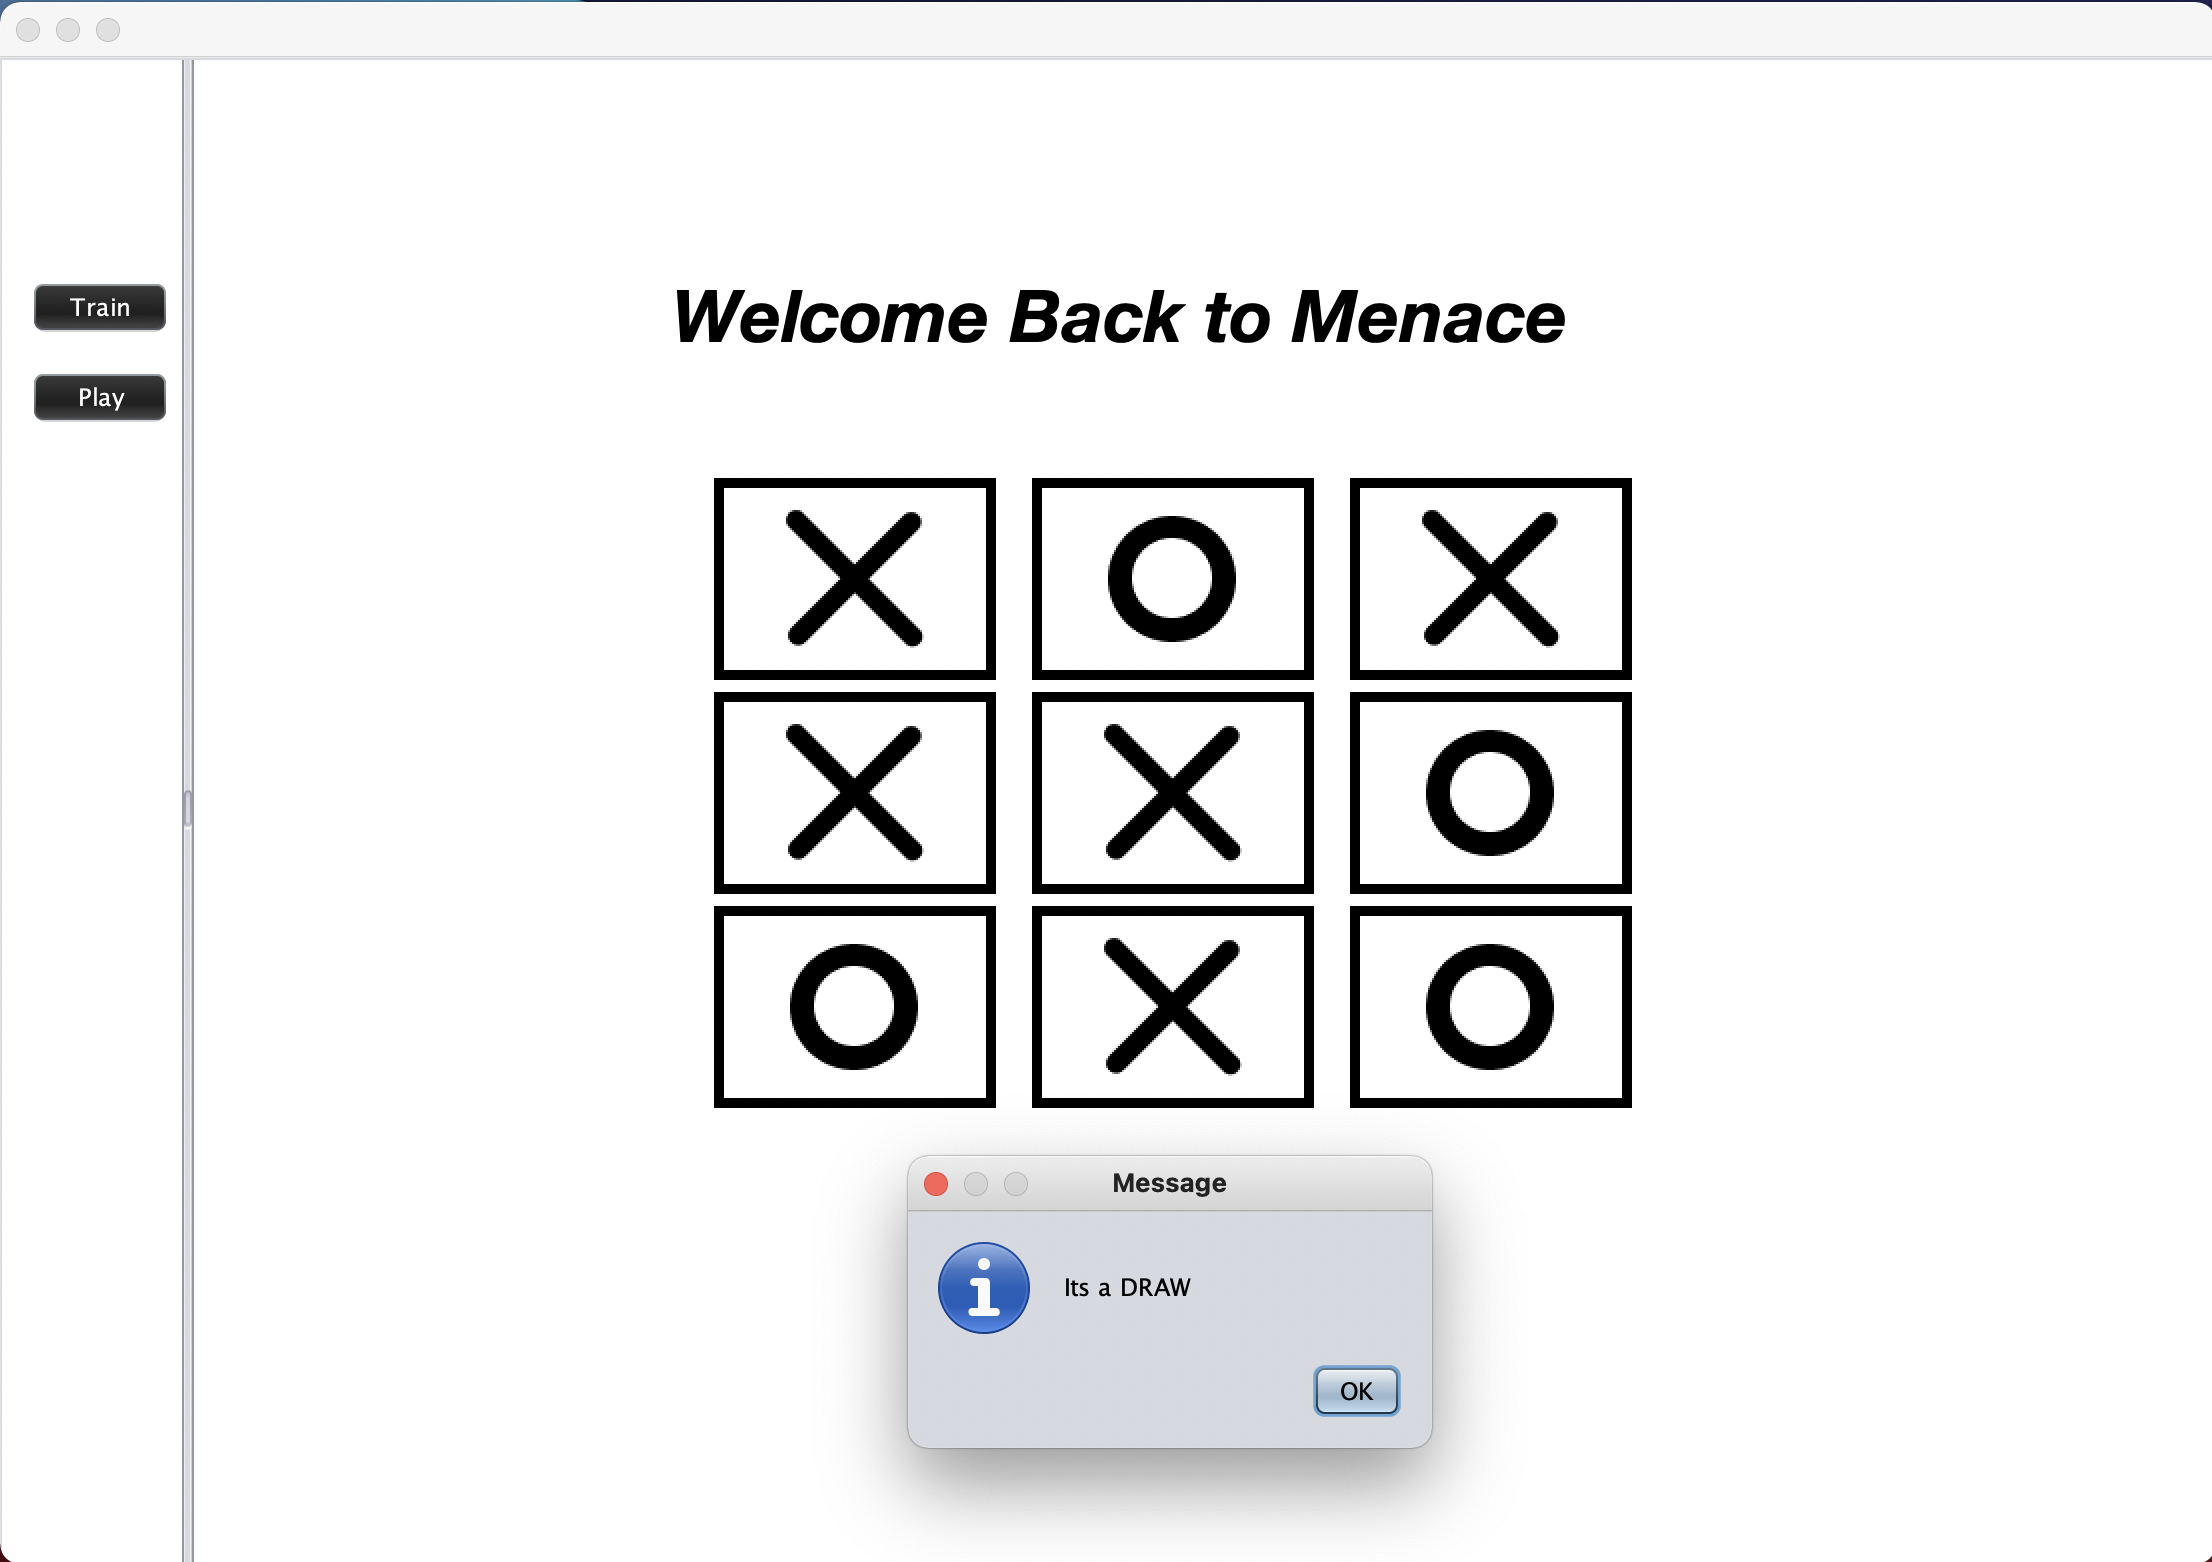 Train
Play
Welcome Back to Menace
X O X
X X O
O X O
Message
Its a DRAW
OK